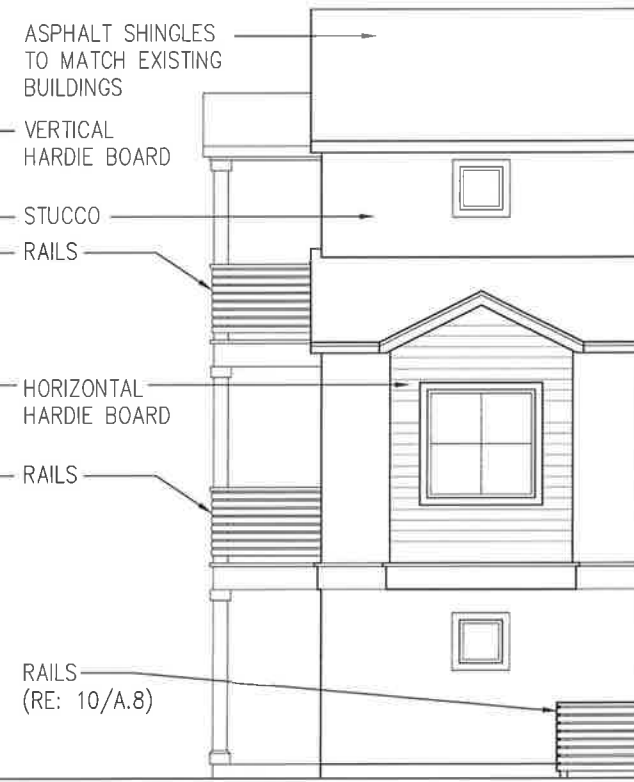 ASPHALT SHINGLES
TO MATCH EXISTING
BUILDINGS
VERTICAL
HARDIE BOARD
STUCCO
RAILS
HORIZONTAL
HARDIE BOARD
RAILS
RAILS
(RE: 10/A.8)